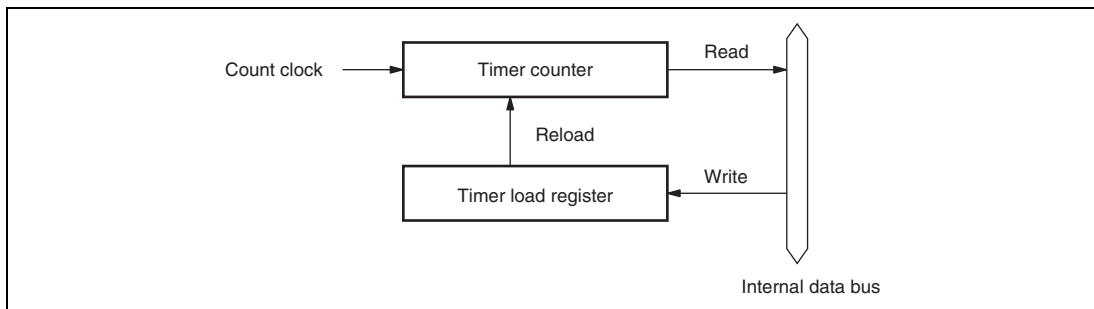 Read
Count clock
Timer counter
Reload
Write
Timer load register
Internal data bus